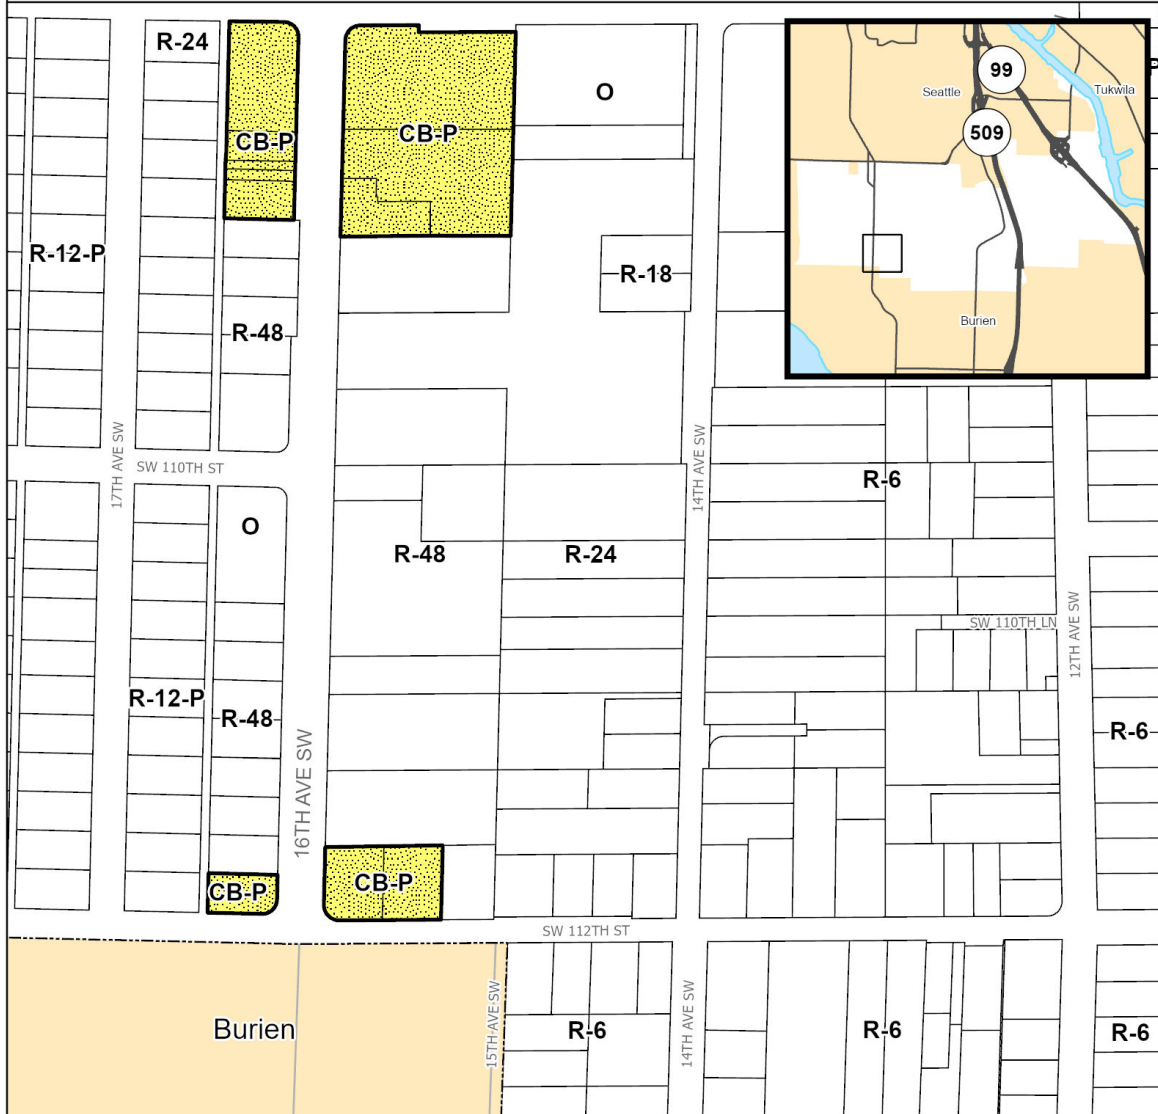 R-24
O
CB-P
CB-P
R-12-P
R-18
R-48
99
Seattle
Tukwila
509
Burien
17TH AVE SW
SW 110TH ST
14TH AVE SW
R-6
O
R-48
R-24
SW 110TH LN
12TH AVE SW
R-12-P
R-48
R-6
16TH AVE SW
CB-P
CB-P
SW 112TH ST
Burien
15TH AVE SW
R-6
14TH AVE SW
R-6
R-6